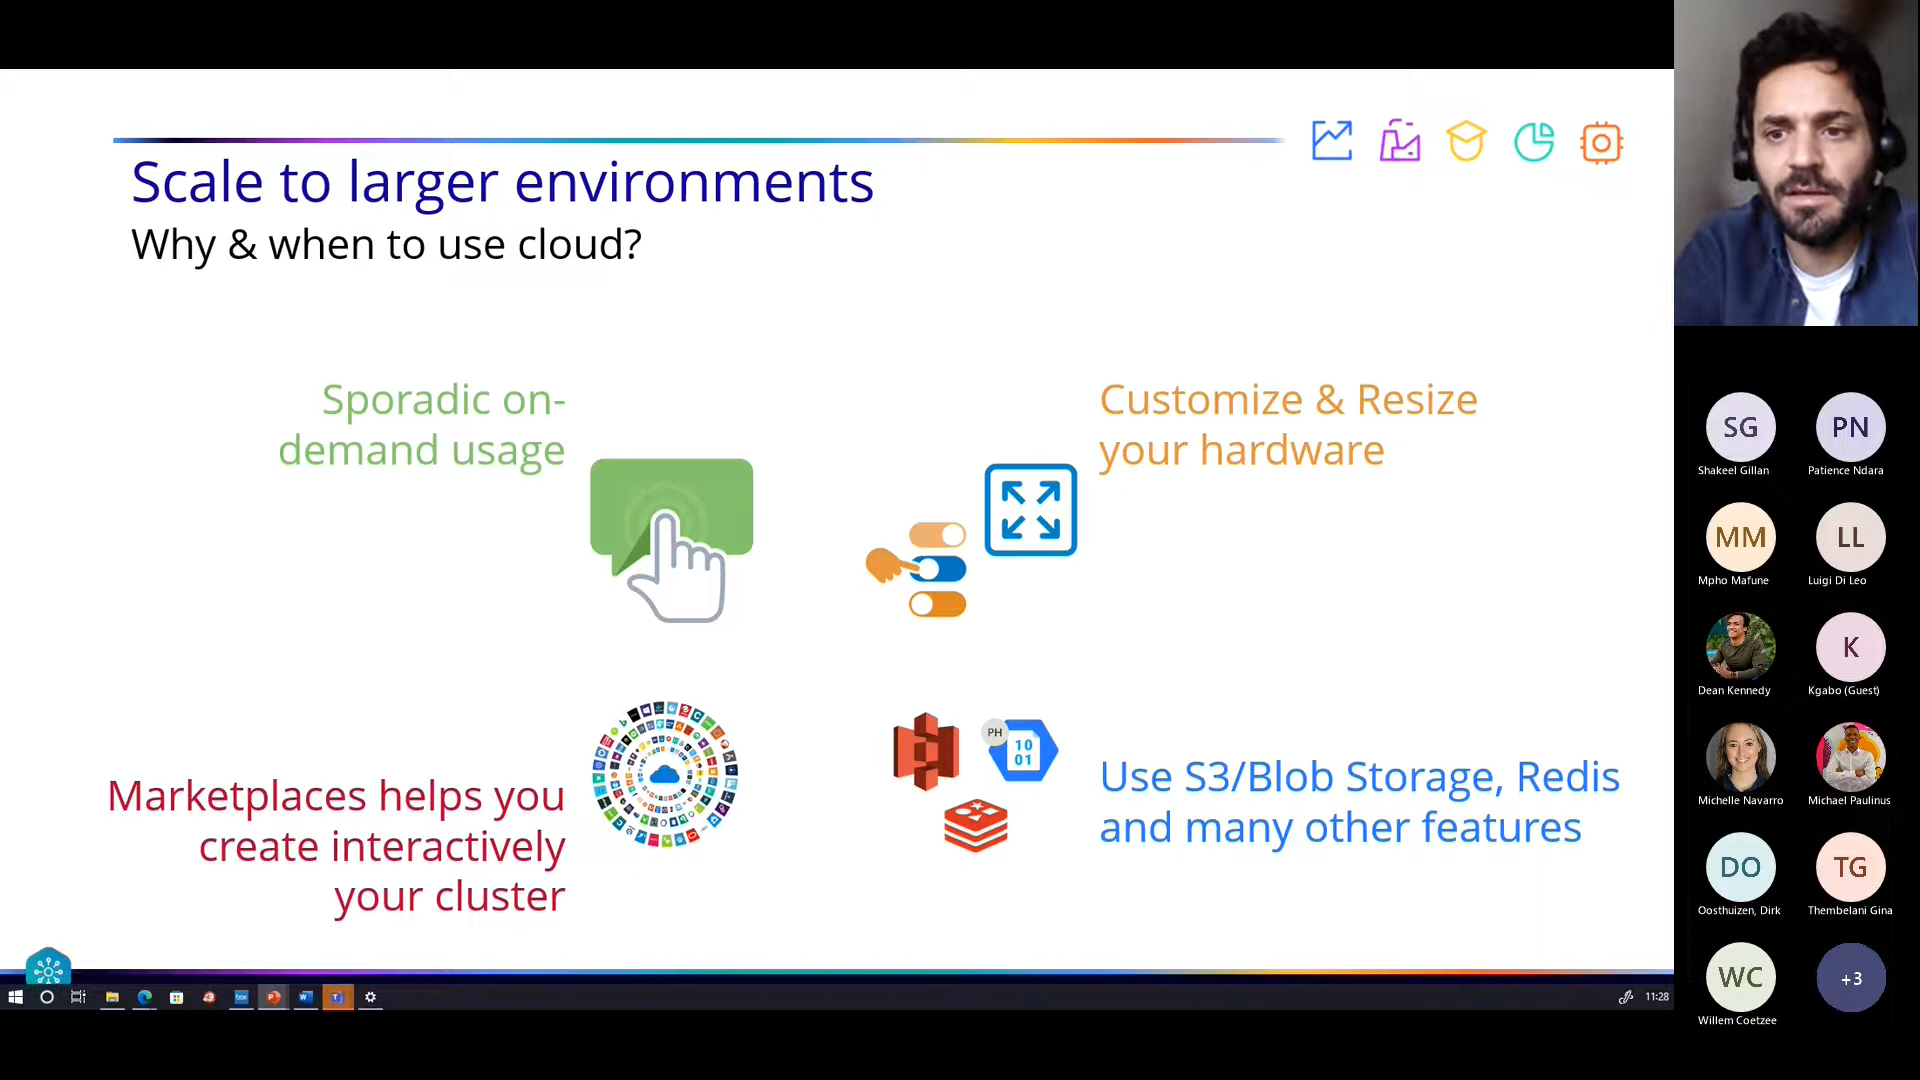 Scale to larger environments
Why & when to use cloud?
Sporadic on-
demand usage
Customize & Resize
your hardware
Marketplaces helps you
create interactively
your cluster
PH
10
01
Use S3/Blob Storage, Redis
and many other features
11:28
SG
Shakeel Gillan
PN
Patience Ndara
MM
Mpho Mafune
LL
Luigi Di Leo
Dean Kennedy
K
Kgabo (Guest)
Michelle Navarro
Michael Paulinus
DO
Oosthuizen, Dirk
TG
Thembelani Gina
WC
Willem Coetzee
+3